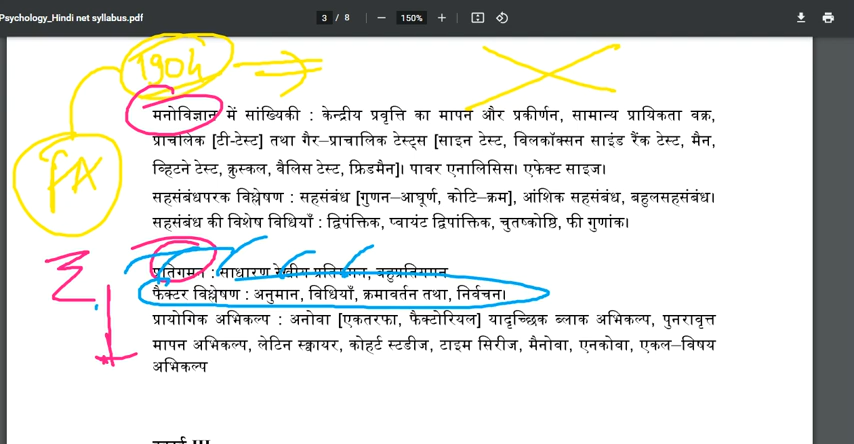 Psychology_Hindi net syllabus.pdf
3 / 8 150%
1904
मनोविज्ञान में सांख्यिकी : केन्द्रीय प्रवृत्ति का मापन और प्रकीर्णन, सामान्य प्रायिकता वक्र,
प्राचालिक [टी-टेस्ट] तथा गैर–प्राचालिक टेस्ट्स [साइन टेस्ट, विलकॉक्सन साइंड रैंक टेस्ट, मैन,
व्हिटने टेस्ट, क्रुस्कल, वैलिस टेस्ट, फ्रिडमैन]। पावर एनालिसिस। एफेक्ट साइज।
FA
सहसंबंधपरक विश्लेषण : सहसंबंध [गुणन–आघूर्ण, कोटि–क्रम], आंशिक सहसंबंध, बहुलसहसंबंध।
सहसंबंध की विशेष विधियाँ : द्विपंक्तिक, प्वायंट द्विपांक्तिक, चुतष्कोष्ठि, फी गुणांक।
प्रतिगमन : साधारण रेखीय प्रतिगमन, बहुप्रतिगमन
फैक्टर विश्लेषण : अनुमान, विधियाँ, क्रमावर्तन तथा, निर्वचन।
प्रायोगिक अभिकल्प : अनोवा [एकतरफा, फैक्टोरियल] यादृच्छिक ब्लाक अभिकल्प, पुनरावृत्त
मापन अभिकल्प, लेटिन स्क्वायर, कोहर्ट स्टडीज, टाइम सिरीज, मैनोवा, एनकोवा, एकल–विषय
अभिकल्प